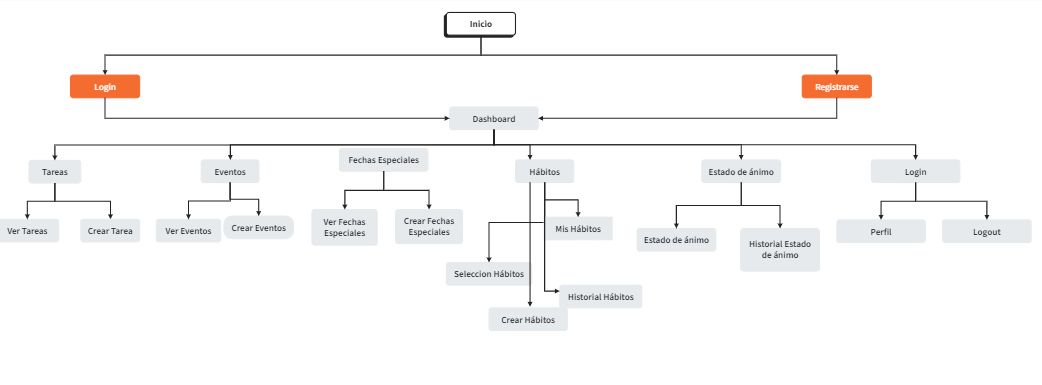 Inicio
Login
Registrarse
Dashboard
Tareas
Eventos
Fechas Especiales
Hábitos
Estado de ánimo
Login
Ver Tareas
Crear Tarea
Ver Eventos
Crear Eventos
Ver Fechas
Especiales
Crear Fechas
Especiales
Mis Hábitos
Estado de ánimo
Historial Estado
de ánimo
Perfil
Logout
Seleccion Hábitos
Historial Hábitos
Crear Hábitos